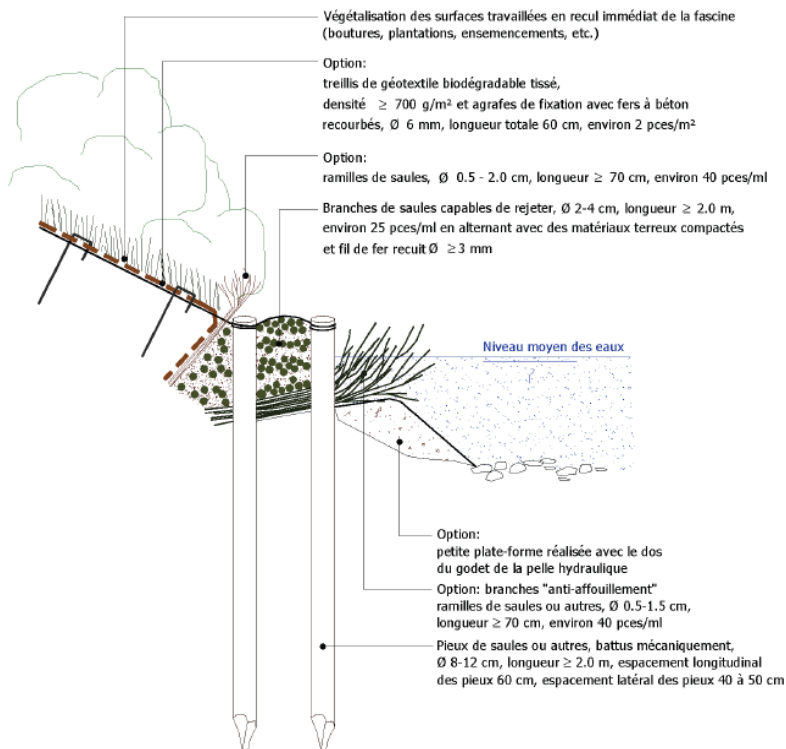 Végétalisation des surfaces travaillées en recul immédiat de la fascine
(boutures, plantations, ensemencements, etc.)
Option:
treillis de géotextile biodégradable tissé,
densité ≥ 700 g/m² et agrafes de fixation avec fers à béton
recourbés, Ø 6 mm, longueur totale 60 cm, environ 2 pces/m²
Option:
ramilles de saules, Ø 0.5 - 2.0 cm, longueur ≥ 70 cm, environ 40 pces/ml
Branches de saules capables de rejeter, Ø 2-4 cm, longueur ≥ 2.0 m,
environ 25 pces/ml en alternant avec des matériaux terreux compactés
et fil de fer recuit Ø ≥3 mm
Niveau moyen des eaux
Option:
petite plate-forme réalisée avec le dos
du godet de la pelle hydraulique
Option: branches "anti-affouillement"
ramilles de saules ou autres, Ø 0.5-1.5 cm,
longueur ≥ 70 cm, environ 40 pces/ml
Pieux de saules ou autres, battus mécaniquement,
Ø 8-12 cm, longueur ≥ 2.0 m, espacement longitudinal
des pieux 60 cm, espacement latéral des pieux 40 à 50 cm